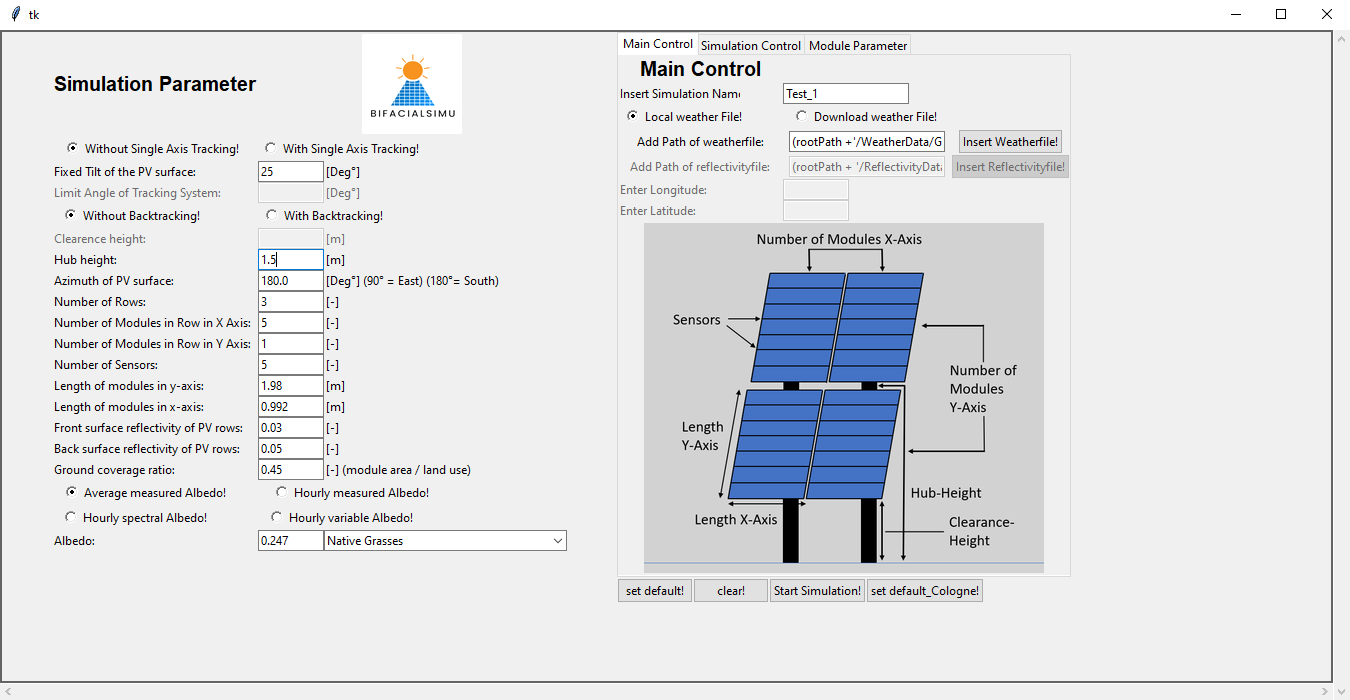 tk
Simulation Parameter
BIFACIALSIMU
Without Single Axis Tracking! With Single Axis Tracking!
Fixed Tilt of the PV surface: 25 [Deg°]
Limit Angle of Tracking System: [Deg°]
Without Backtracking! With Backtracking!
Clearence height: [m]
Hub height: 1.5 [m]
Azimuth of PV surface: 180.0 [Deg°] (90° = East) (180°= South)
Number of Rows: 3 [-]
Number of Modules in Row in X Axis: 5 [-]
Number of Modules in Row in Y Axis: 1 [-]
Number of Sensors: 5 [-]
Length of modules in y-axis: 1.98 [m]
Length of modules in x-axis: 0.992 [m]
Front surface reflectivity of PV rows: 0.03 [-]
Back surface reflectivity of PV rows: 0.05 [-]
Ground coverage ratio: 0.45 [-] (module area / land use)
Average measured Albedo! Hourly measured Albedo!
Hourly spectral Albedo! Hourly variable Albedo!
Albedo: 0.247 Native Grasses
Main Control Simulation Control Module Parameter
Main Control
Insert Simulation Name Test_1
Local weather File! Download weather File!
Add Path of weatherfile: (rootPath +'/WeatherData/G Insert Weatherfile!
Add Path of reflectivityfile: (rootPath + '/ReflectivityData Insert Reflectivityfile!
Enter Longitude:
Enter Latitude:
Number of Modules X-Axis
Sensors
Number of
Modules
Y-Axis
Length
Y-Axis
Hub-Height
Length X-Axis
Clearance-
Height
set default! clear! Start Simulation! set default_Cologne!